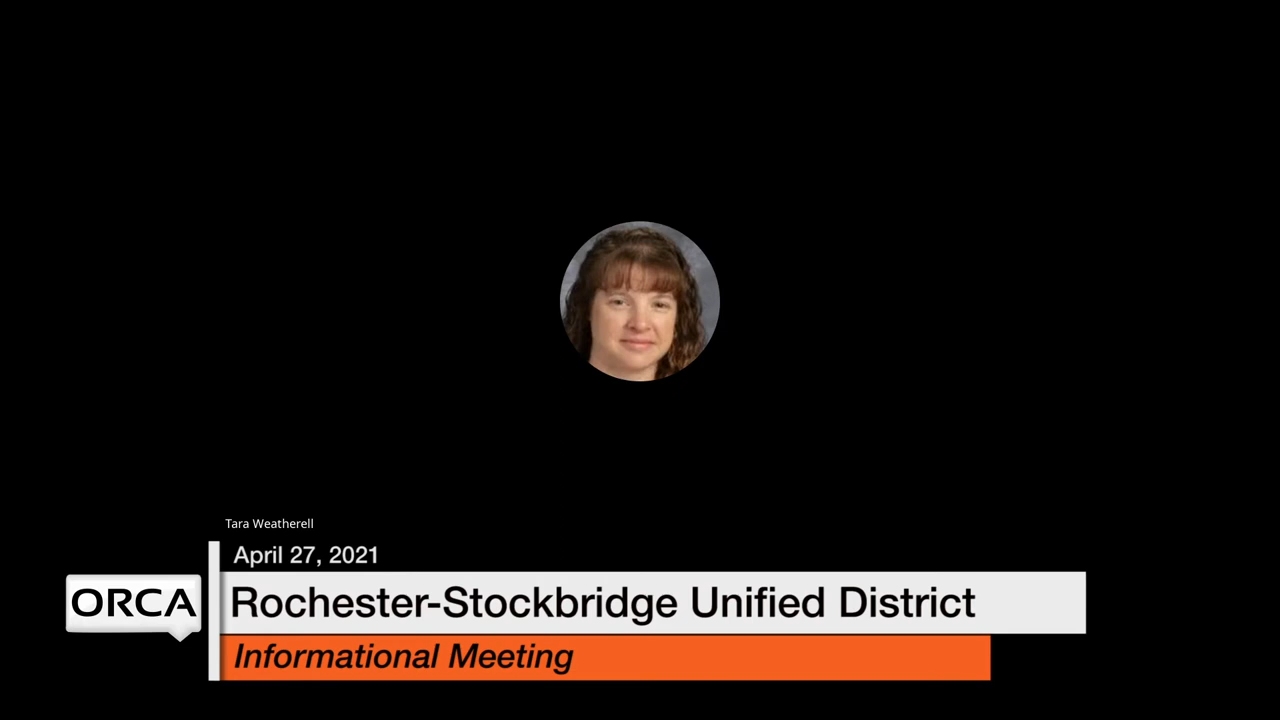 Tara Weatherell
April 27, 2021
ORCA
Rochester-Stockbridge Unified District
Informational Meeting